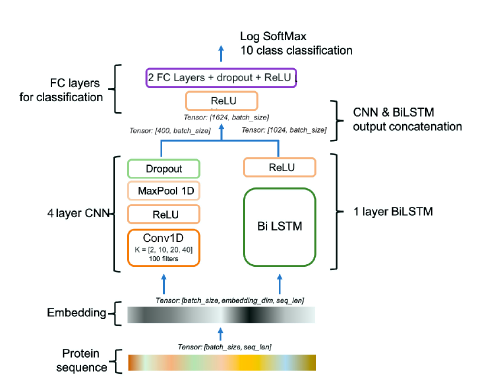 Log SoftMax
10 class classification
FC layers
for classification
2 FC Layers + dropout + ReLU
ReLU
Tensor: [1624, batch_size]
Tensor: [400, batch_size]
Tensor: [1024, batch_size]
CNN & BiLSTM
output concatenation
4 layer CNN
Dropout
MaxPool 1D
ReLU
Conv1D
K = [2, 10, 20, 40]
100 filters
ReLU
Bi LSTM
1 layer BiLSTM
Tensor: [batch_size, embedding_dim, seq_len]
Embedding
Tensor: [batch_size, seq_len]
Protein
sequence